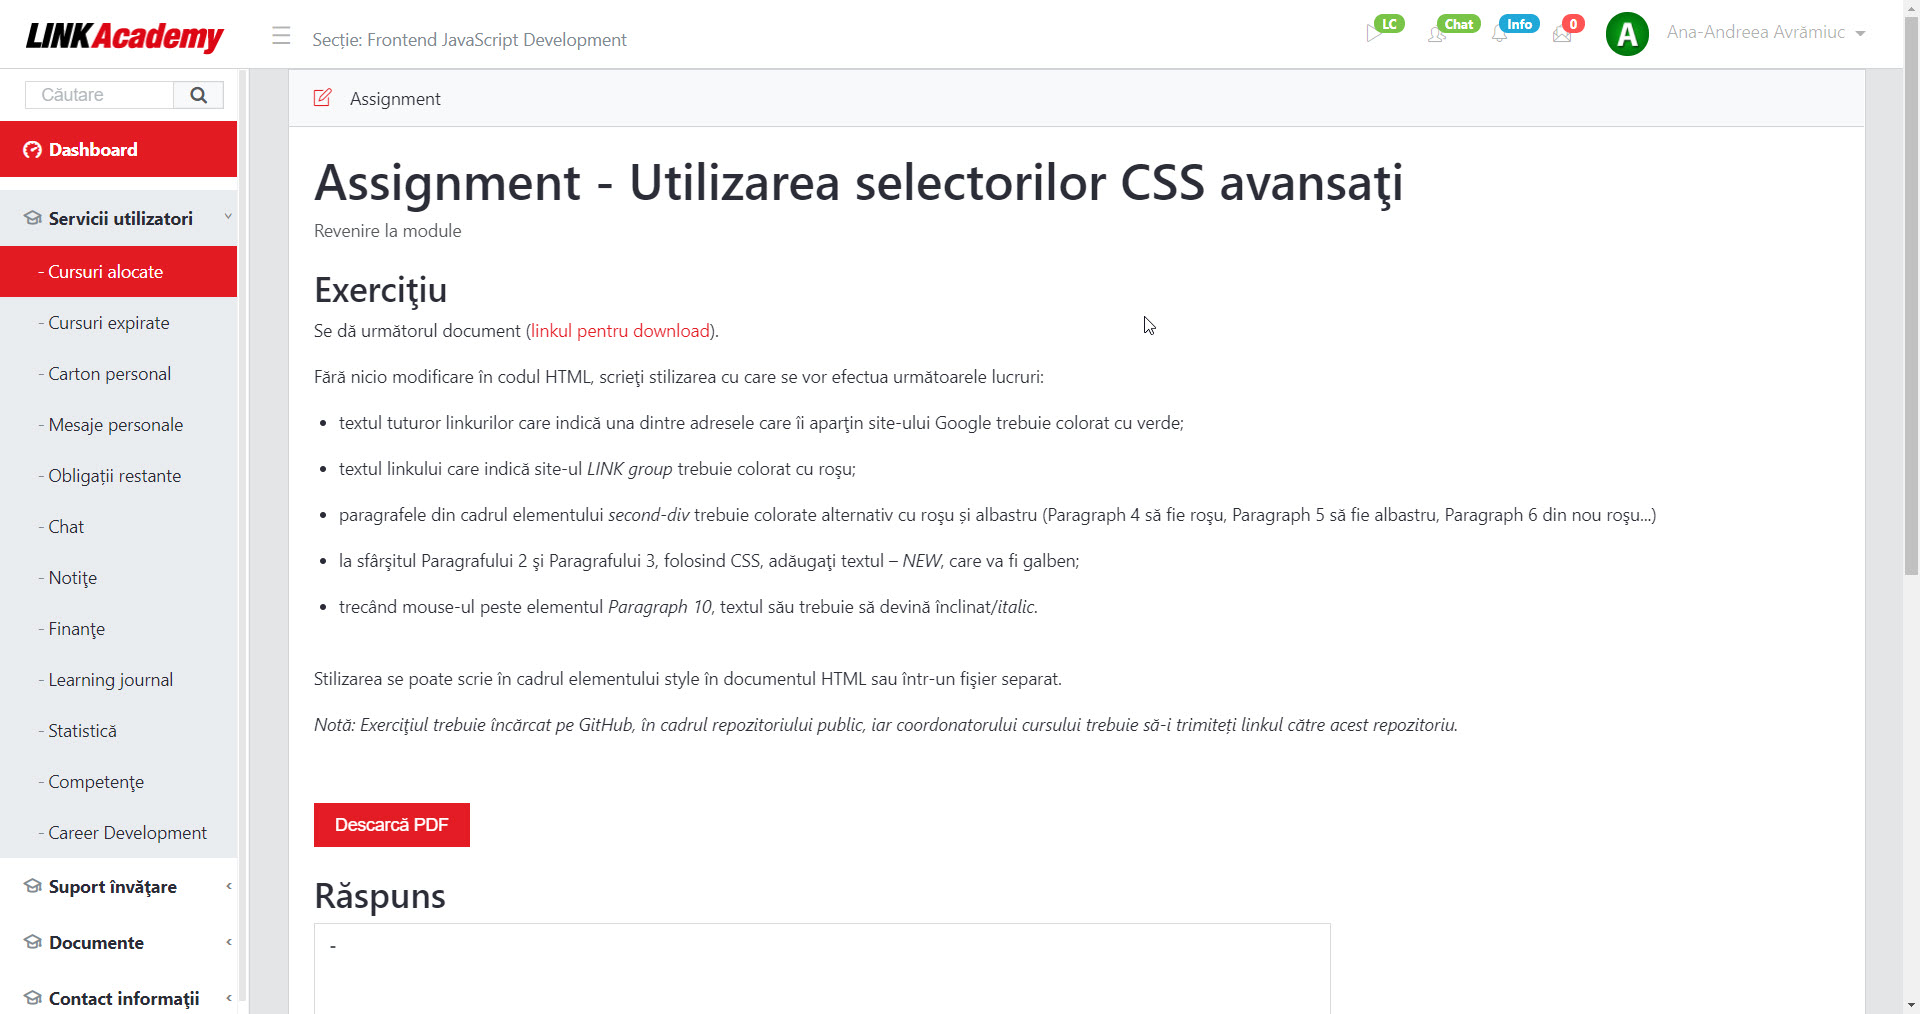 LINKAcademy
Secție: Frontend JavaScript Development
LC
Chat
Info
0
A
Ana-Andreea Avrămiuc
Căutare
Dashboard
Servicii utilizatori
- Cursuri alocate
- Cursuri expirate
- Carton personal
- Mesaje personale
- Obligații restante
- Chat
- Notițe
- Finanţe
- Learning journal
- Statistică
- Competenţe
- Career Development
Suport învăţare
Documente
Contact informaţii
Assignment
Assignment - Utilizarea selectorilor CSS avansaţi
Revenire la module
Exerciţiu
Se dă următorul document (linkul pentru download).
Fără nicio modificare în codul HTML, scrieţi stilizarea cu care se vor efectua următoarele lucruri:
• textul tuturor linkurilor care indică una dintre adresele care îi aparţin site-ului Google trebuie colorat cu verde;
• textul linkului care indică site-ul LINK group trebuie colorat cu roşu;
• paragrafele din cadrul elementului second-div trebuie colorate alternativ cu roşu și albastru (Paragraph 4 să fie roşu, Paragraph 5 să fie albastru, Paragraph 6 din nou roşu...)
• la sfârşitul Paragrafului 2 şi Paragrafului 3, folosind CSS, adăugaţi textul – NEW, care va fi galben;
• trecând mouse-ul peste elementul Paragraph 10, textul său trebuie să devină înclinat/italic.
Stilizarea se poate scrie în cadrul elementului style în documentul HTML sau într-un fişier separat.
Notă: Exerciţiul trebuie încărcat pe GitHub, în cadrul repozitoriului public, iar coordonatorului cursului trebuie să-i trimiteți linkul către acest repozitoriu.
Descarcă PDF
Răspuns
-